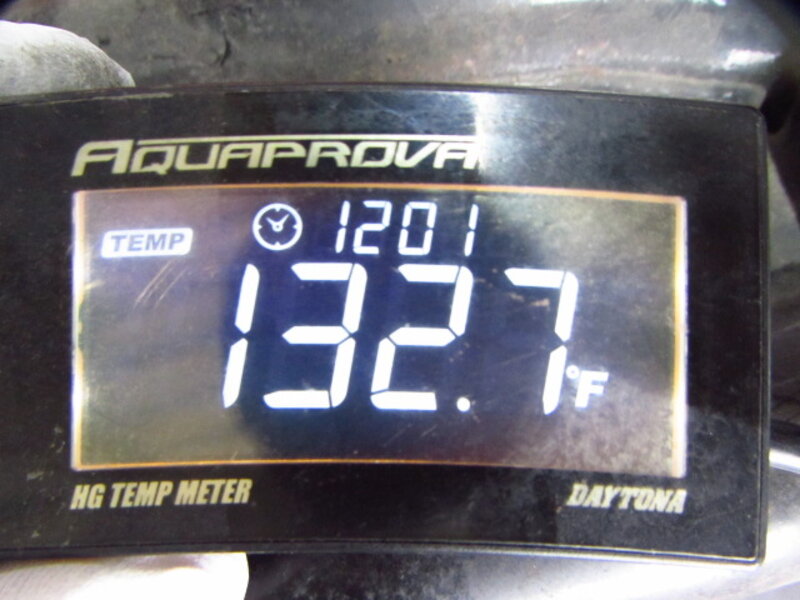 AQUAPROVA
1201
TEMP
132.7°F
HG TEMP METER
DAYTONA